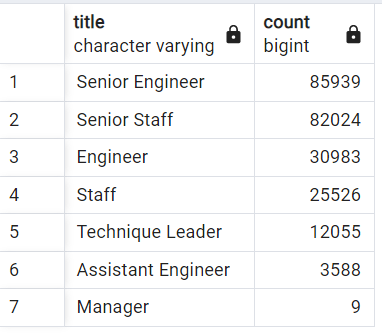 title count
character varying bigint
1 Senior Engineer 85939
2 Senior Staff 82024
3 Engineer 30983
4 Staff 25526
5 Technique Leader 12055
6 Assistant Engineer 3588
7 Manager 9